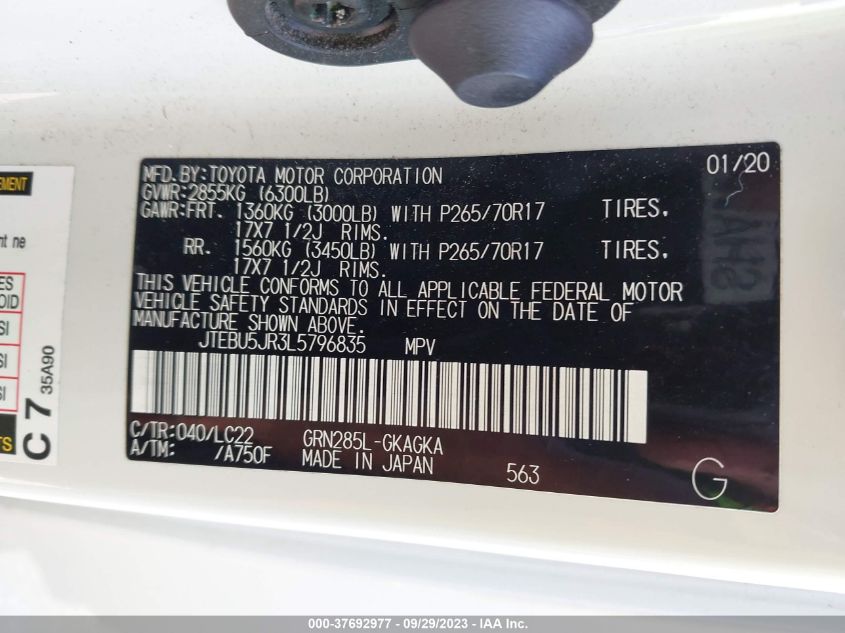 MFD.BY:TOYOTA MOTOR CORPORATION 01/20
GVWR:2855KG (6300LB)
GAWR:FRT. 1360KG (3000LB) WITH P265/70R17 TIRES,
17X7 1/2J RIMS.
RR. 1560KG (3450LB) WITH P265/70R17 TIRES,
17X7 1/2J RIMS.
THIS VEHICLE CONFORMS TO ALL APPLICABLE FEDERAL MOTOR
VEHICLE SAFETY STANDARDS IN EFFECT ON THE DATE OF
MANUFACTURE SHOWN ABOVE.
JTEBU5JR3L5796835 MPV
C/TR:040/LC22 GRN285L-GKAGKA
A/TM: /A750F MADE IN JAPAN 563
G
C 7
35A90
000-37692977 - 09/29/2023 - IAA Inc.